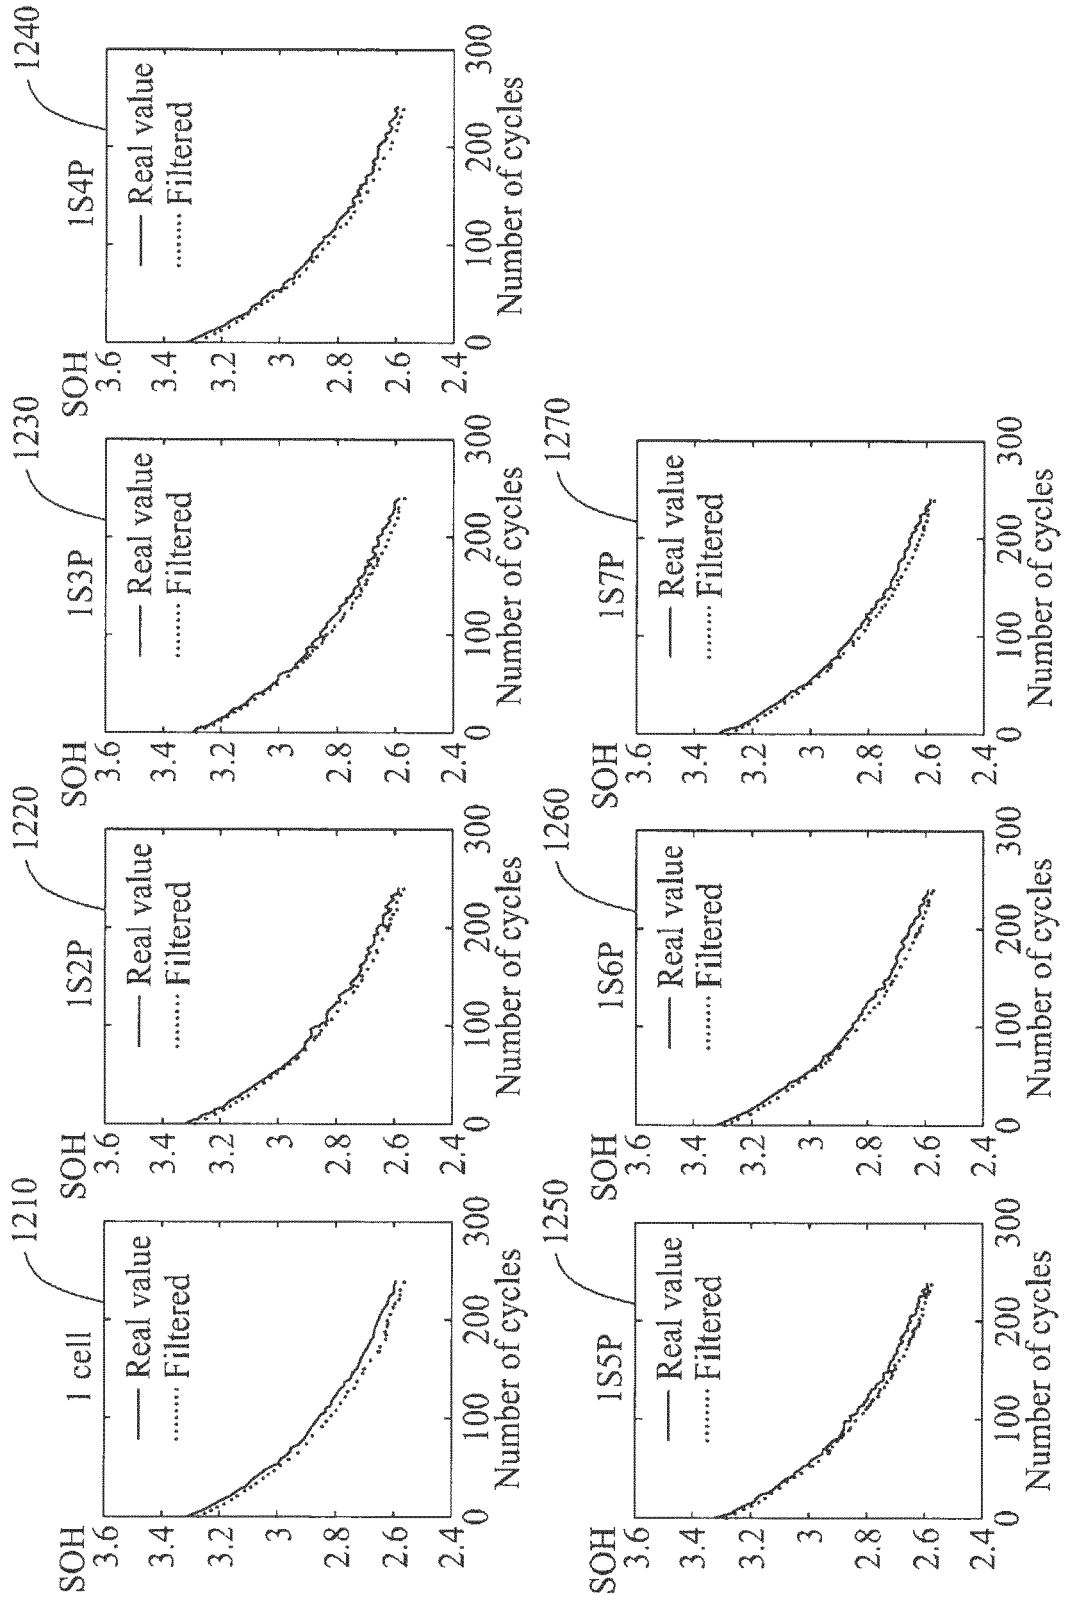 1210
1 cell
SOH
3.6
3.4
3.2
3
2.8
2.6
2.4
Real value
Filtered
0 100 200 300
Number of cycles
1220
1S2P
SOH
3.6
3.4
3.2
3
2.8
2.6
2.4
Real value
Filtered
0 100 200 300
Number of cycles
1230
1S3P
SOH
3.6
3.4
3.2
3
2.8
2.6
2.4
Real value
Filtered
0 100 200 300
Number of cycles
1240
1S4P
SOH
3.6
3.4
3.2
3
2.8
2.6
2.4
Real value
Filtered
0 100 200 300
Number of cycles
1250
1S5P
SOH
3.6
3.4
3.2
3
2.8
2.6
2.4
Real value
Filtered
0 100 200 300
Number of cycles
1260
1S6P
SOH
3.6
3.4
3.2
3
2.8
2.6
2.4
Real value
Filtered
0 100 200 300
Number of cycles
1270
1S7P
SOH
3.6
3.4
3.2
3
2.8
2.6
2.4
Real value
Filtered
0 100 200 300
Number of cycles